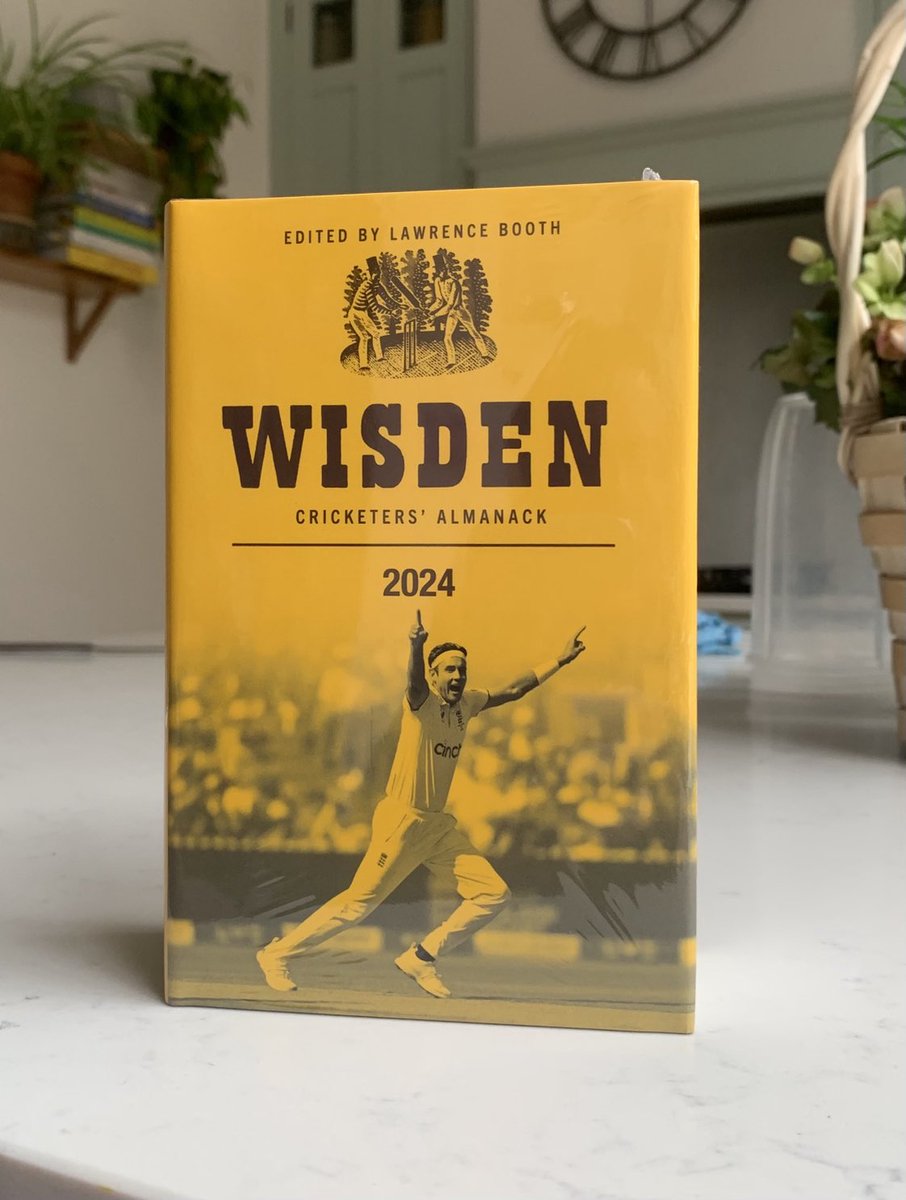 EDITED BY LAWRENCE BOOTH
WISDEN
CRICKETERS' ALMANACK
2024
cinch